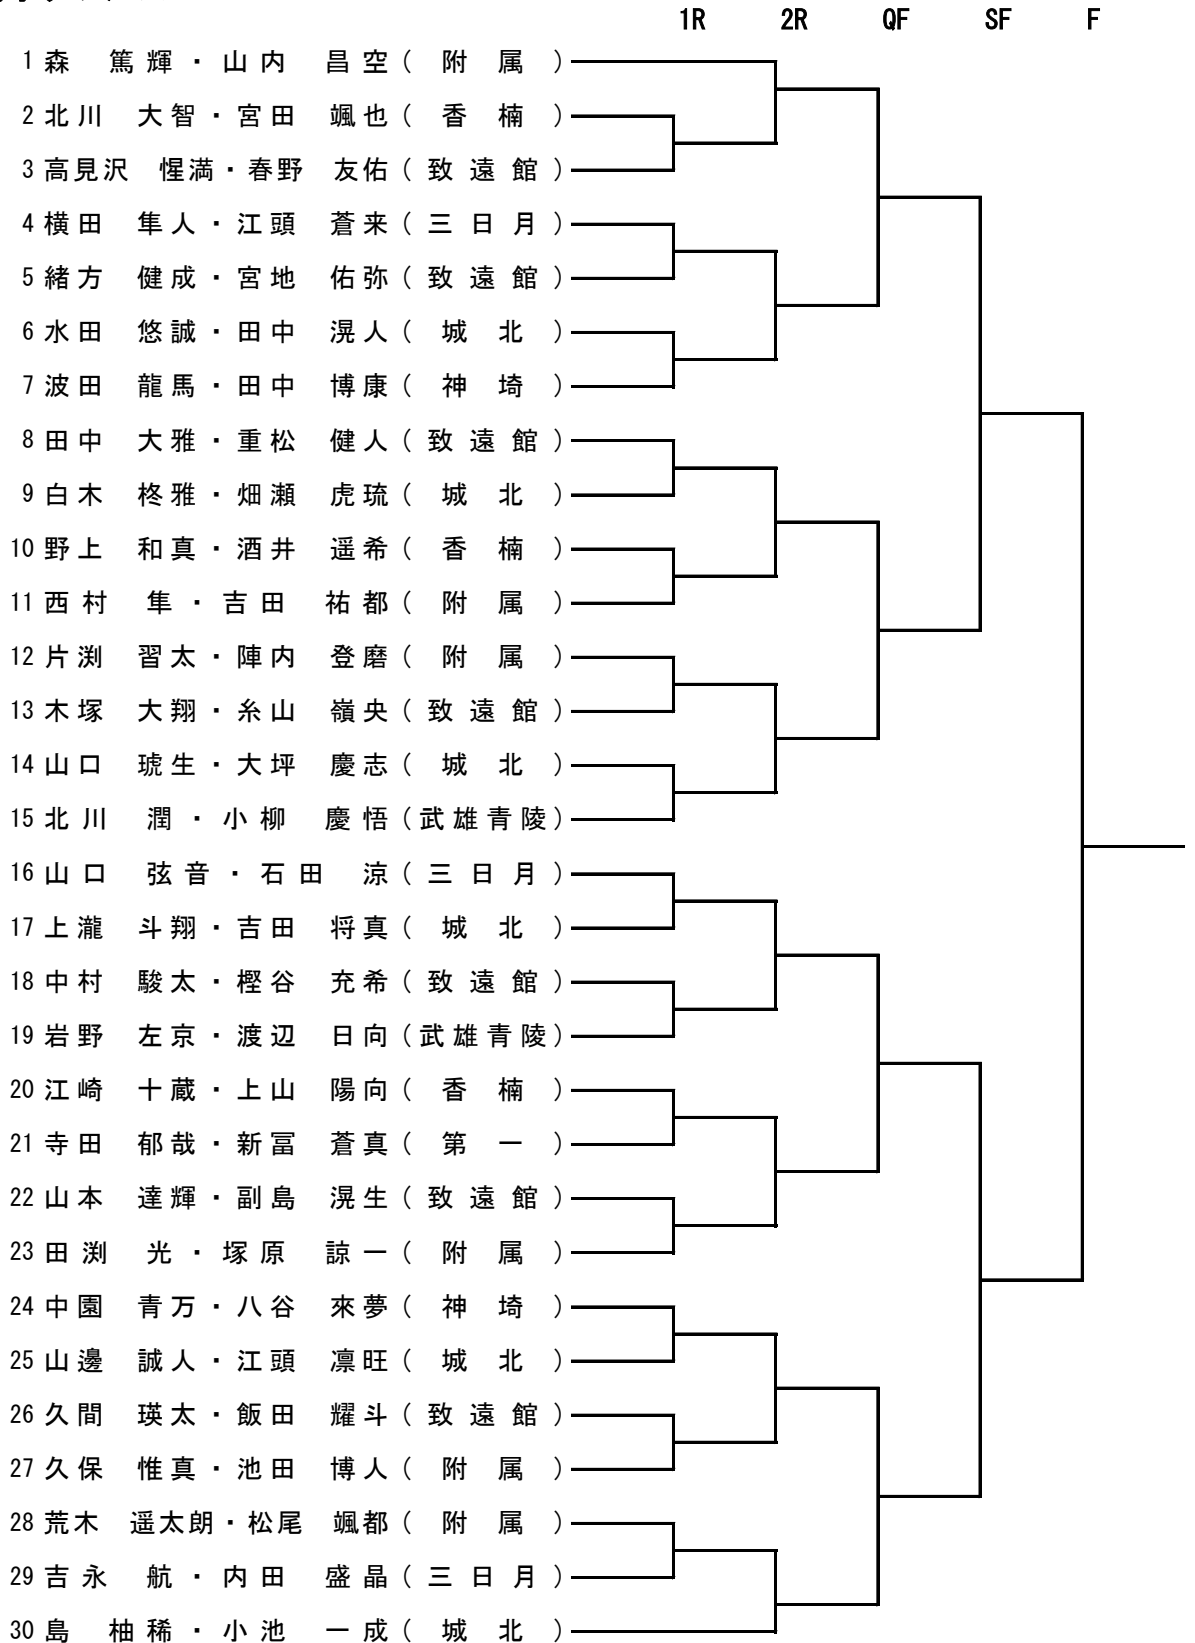 1R 2R QF SF F
1 森 篤輝・山内 昌空( 附 属 )
2 北川 大智・宮田 颯也( 香 楠 )
3 高見沢 惺満・春野 友佑( 致 遠 館 )
4 横田 隼人・江頭 蒼来( 三 日 月 )
5 緒方 健成・宮地 佑弥( 致 遠 館 )
6 水田 悠誠・田中 滉人( 城 北 )
7 波田 龍馬・田中 博康( 神 埼 )
8 田中 大雅・重松 健人( 致 遠 館 )
9 白木 柊雅・畑瀬 虎琉( 城 北 )
10 野上 和真・酒井 遥希( 香 楠 )
11 西村 隼・吉田 祐都( 附 属 )
12 片渕 習太・陣内 登磨( 附 属 )
13 木塚 大翔・糸山 嶺央( 致 遠 館 )
14 山口 琥生・大坪 慶志( 城 北 )
15 北川 潤・小柳 慶悟(武雄青陵)
16 山口 弦音・石田 涼( 三 日 月 )
17 上瀧 斗翔・吉田 将真( 城 北 )
18 中村 駿太・樫谷 充希( 致 遠 館 )
19 岩野 左京・渡辺 日向(武雄青陵)
20 江崎 十蔵・上山 陽向( 香 楠 )
21 寺田 郁哉・新冨 蒼真( 第 一 )
22 山本 達輝・副島 滉生( 致 遠 館 )
23 田渕 光・塚原 諒一( 附 属 )
24 中園 青万・八谷 來夢( 神 埼 )
25 山邊 誠人・江頭 凛旺( 城 北 )
26 久間 瑛太・飯田 耀斗( 致 遠 館 )
27 久保 惟真・池田 博人( 附 属 )
28 荒木 遥太朗・松尾 颯都( 附 属 )
29 吉永 航・内田 盛晶( 三 日 月 )
30 島 柚稀・小池 一成( 城 北 )